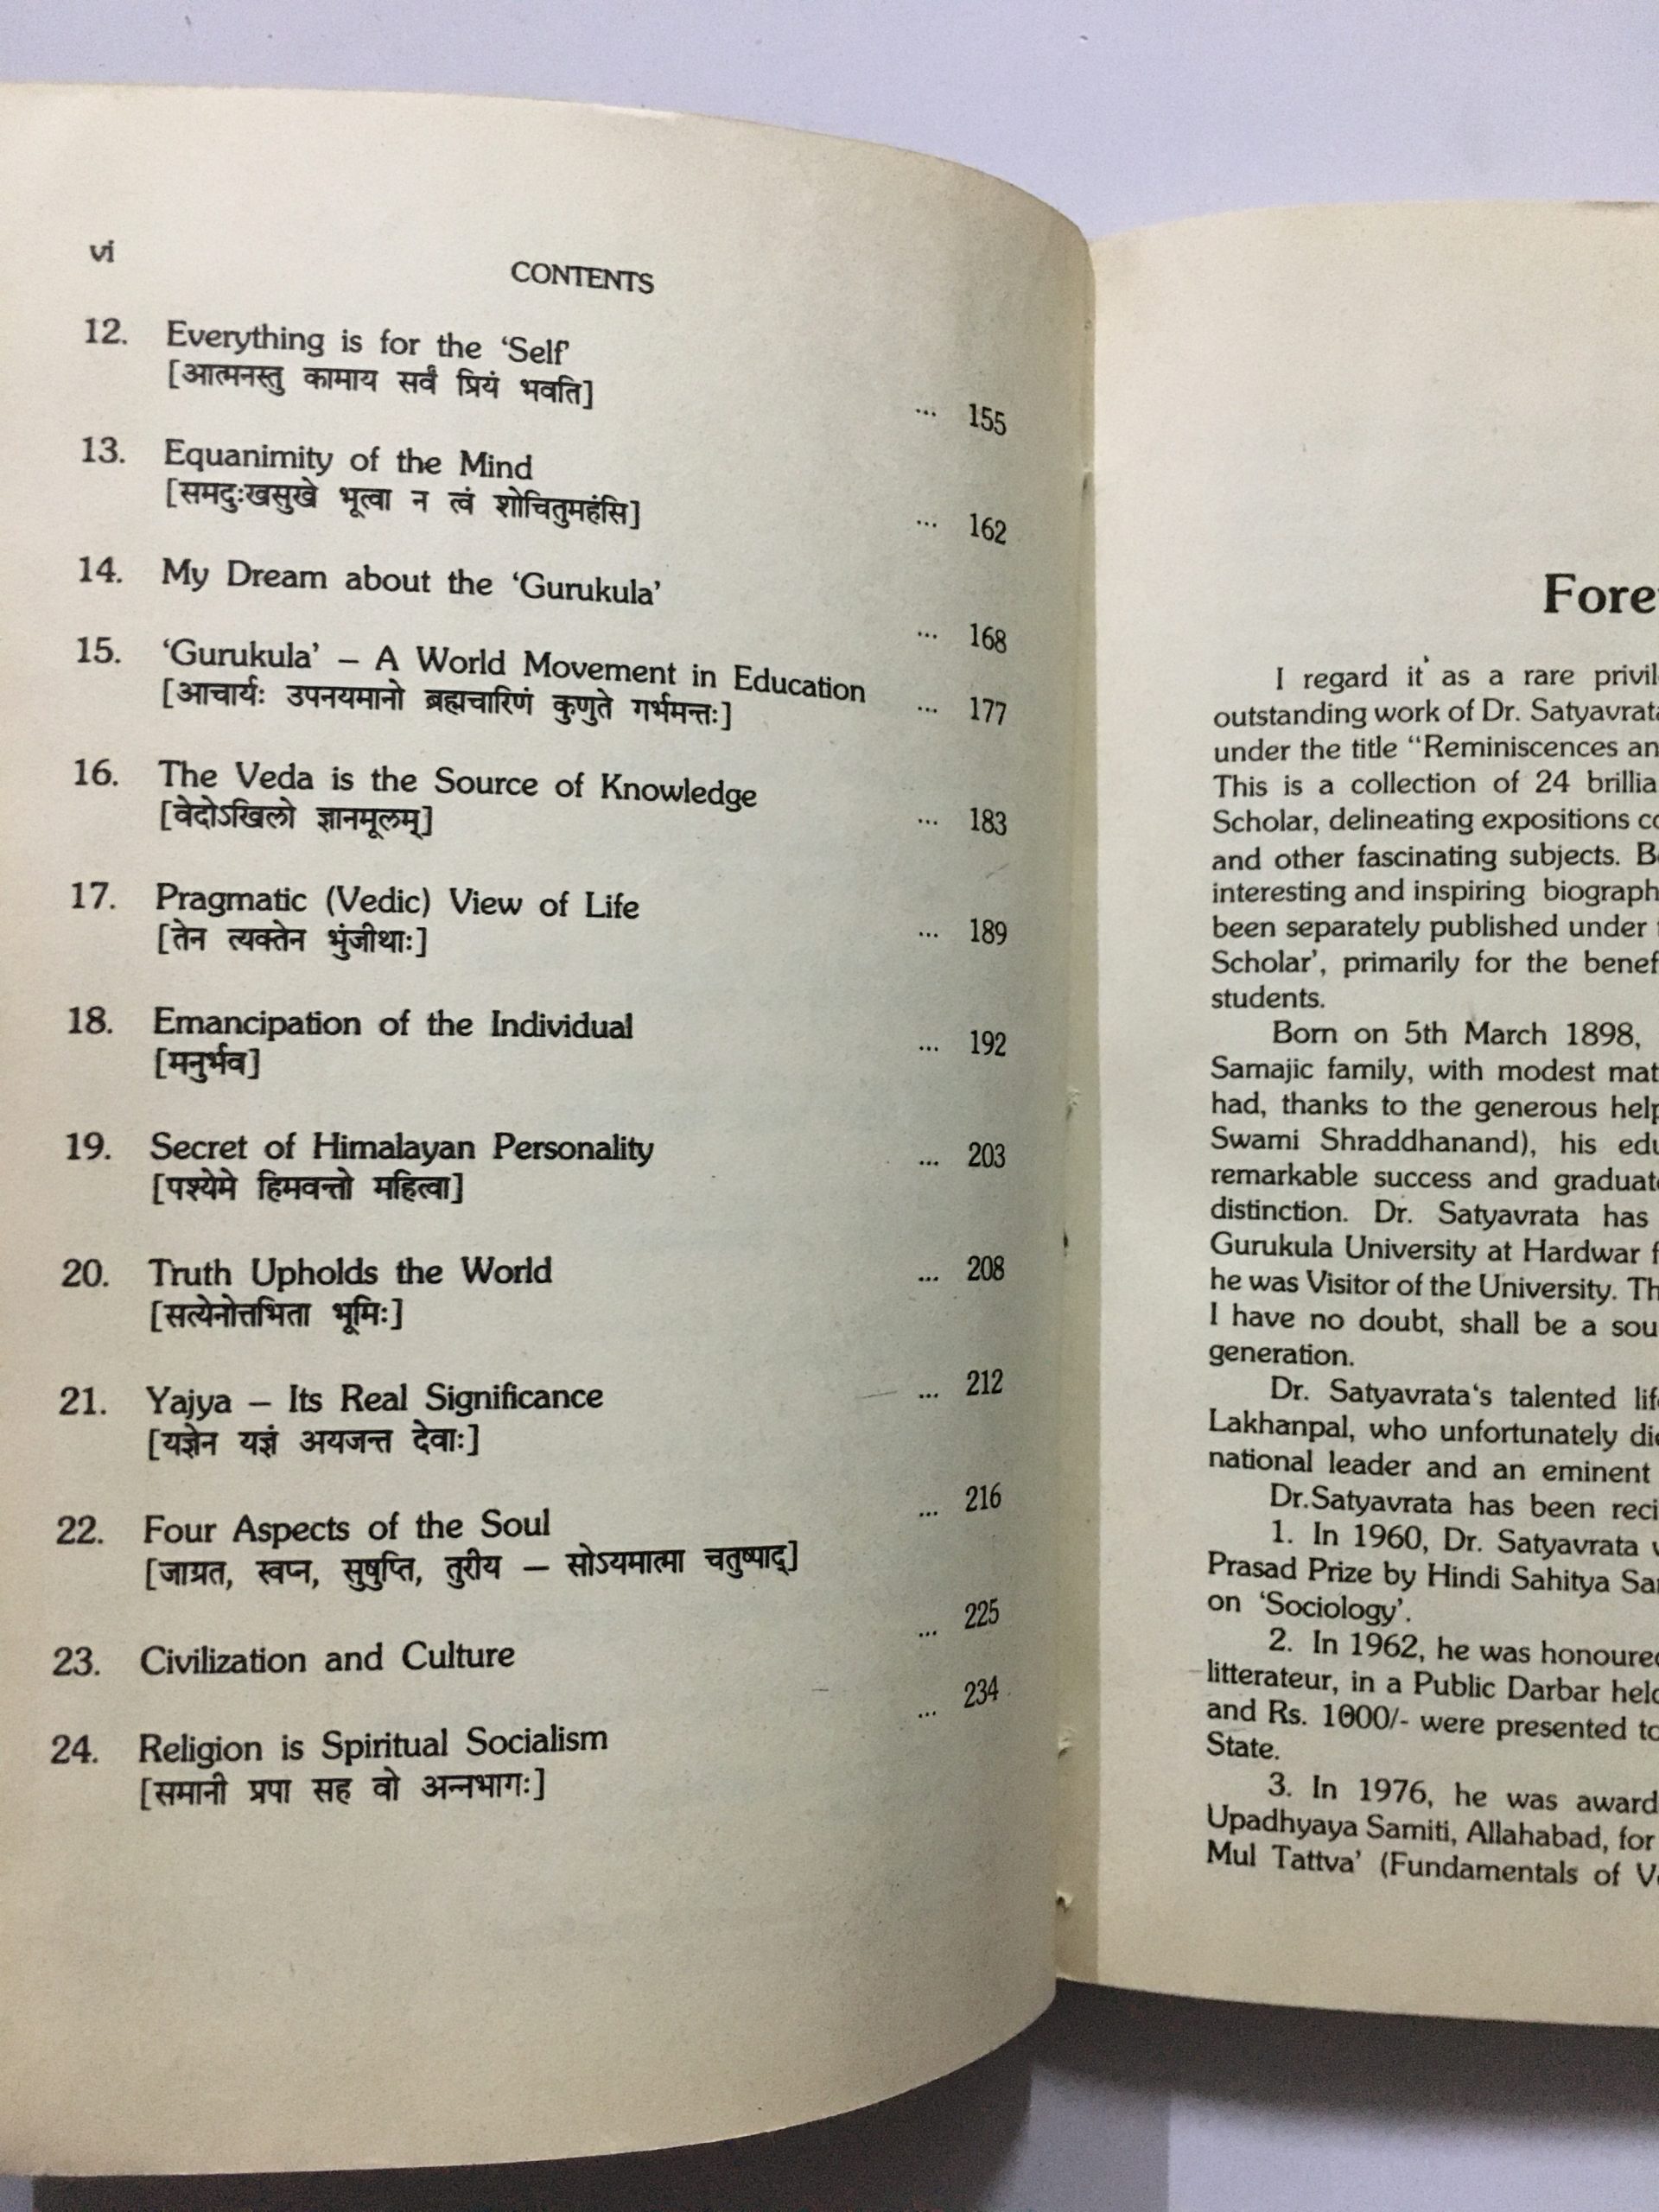 vi
CONTENTS
12. Everything is for the ‘Self’
[आत्मनस्तु कामाय सर्वं प्रियं भवति] ... 155
13. Equanimity of the Mind
[समदुःखसुखे भूत्वा न त्वं शोचितुमहंसि] ... 162
14. My Dream about the ‘Gurukula’ ... 168
15. ‘Gurukula’ – A World Movement in Education
[आचार्यः उपनयमानो ब्रह्मचारिणं कुणुते गर्भमन्तः] ... 177
16. The Veda is the Source of Knowledge
[वेदोऽखिलो ज्ञानमूलम्] ... 183
17. Pragmatic (Vedic) View of Life
[तेन त्यक्तेन भुंजीथाः] ... 189
18. Emancipation of the Individual ... 192
[मनुर्भव]
19. Secret of Himalayan Personality ... 203
[पश्येमे हिमवन्तो महित्वा]
20. Truth Upholds the World ... 208
[सत्येनोत्तभिता भूमिः]
21. Yajya – Its Real Significance ... 212
[यज्ञेन यज्ञं अयजन्त देवाः]
22. Four Aspects of the Soul ... 216
[जाग्रत, स्वप्न, सुषुप्ति, तुरीय – सोऽयमात्मा चतुष्पाद्]
23. Civilization and Culture ... 225
24. Religion is Spiritual Socialism ... 234
[समानी प्रपा सह वो अन्नभागः]
Fore
I regard it as a rare privil
outstanding work of Dr. Satyavrata
under the title “Reminiscences an
This is a collection of 24 brillia
Scholar, delineating expositions co
and other fascinating subjects. Be
interesting and inspiring biograph
been separately published under
Scholar’, primarily for the benef
students.
Born on 5th March 1898,
Samajic family, with modest mat
had, thanks to the generous help
Swami Shraddhanand), his edu
remarkable success and graduate
distinction. Dr. Satyavrata has
Gurukula University at Hardwar f
he was Visitor of the University. Th
I have no doubt, shall be a sou
generation.
Dr. Satyavrata‘s talented life
Lakhanpal, who unfortunately die
national leader and an eminent
Dr.Satyavrata has been reci
1. In 1960, Dr. Satyavrata w
Prasad Prize by Hindi Sahitya Sa
on ‘Sociology’.
2. In 1962, he was honoured
litterateur, in a Public Darbar held
and Rs. 1000/- were presented to
State.
3. In 1976, he was award
Upadhyaya Samiti, Allahabad, for
Mul Tattva’ (Fundamentals of Ve